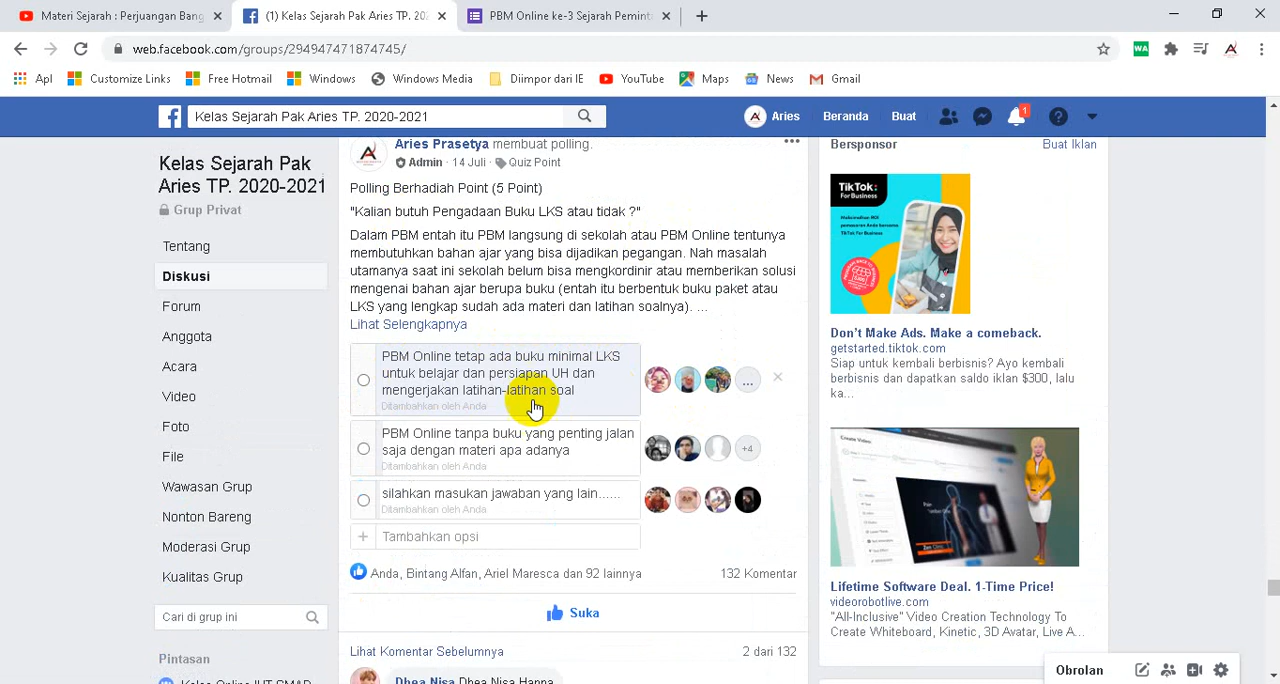 Materi Sejarah : Perjuangan Bang
(1) Kelas Sejarah Pak Aries TP. 20
PBM Online ke-3 Sejarah Pemint
web.facebook.com/groups/294947471874745/
WA
Apl
Customize Links
Free Hotmail
Windows
Windows Media
Diimpor dari IE
YouTube
Maps
News
Gmail
Kelas Sejarah Pak Aries TP. 2020-2021
Aries
Beranda
Buat
1
Kelas Sejarah Pak
Aries TP. 2020-2021
Grup Privat
Tentang
Diskusi
Anggota
Acara
Video
Foto
File
Wawasan Grup
Nonton Bareng
Moderasi Grup
Kualitas Grup
Cari di grup ini
Pintasan
Aries Prasetya membuat polling.
Admin · 14 Juli · Quiz Point
Polling Berhadiah Point (5 Point)
"Kalian butuh Pengadaan Buku LKS atau tidak ?"
Dalam PBM entah itu PBM langsung di sekolah atau PBM Online tentunya
membutuhkan bahan ajar yang bisa dijadikan pegangan. Nah masalah
utamanya saat ini sekolah belum bisa mengkordinir atau memberikan solusi
mengenai bahan ajar berupa buku (entah itu berbentuk buku paket atau
LKS yang lengkap sudah ada materi dan latihan soalnya). ...
Lihat Selengkapnya
PBM Online tetap ada buku minimal LKS
untuk belajar dan persiapan UH dan
mengerjakan latihan-latihan soal
Ditambahkan oleh Anda
...
PBM Online tanpa buku yang penting jalan
saja dengan materi apa adanya
Ditambahkan oleh Anda
+4
silahkan masukan jawaban yang lain......
Ditambahkan oleh Anda
Tambahkan opsi
Anda, Bintang Alfan, Ariel Maresca dan 92 lainnya
132 Komentar
Suka
Lihat Komentar Sebelumnya
2 dari 132
Dhea Nisa Dhea Nisa Hanna
Bersponsor
Buat Iklan
TikTok:
For Business
Don't Make Ads. Make a comeback.
getstarted.tiktok.com
Siap untuk kembali berbisnis? Ayo kembali
berbisnis dan dapatkan saldo iklan $300, lalu
ka...
Lifetime Software Deal. 1-Time Price!
videorobotlive.com
"All-Inclusive" Video Creation Technology To
Create Whiteboard, Kinetic, 3D Avatar, Live A...
Obrolan